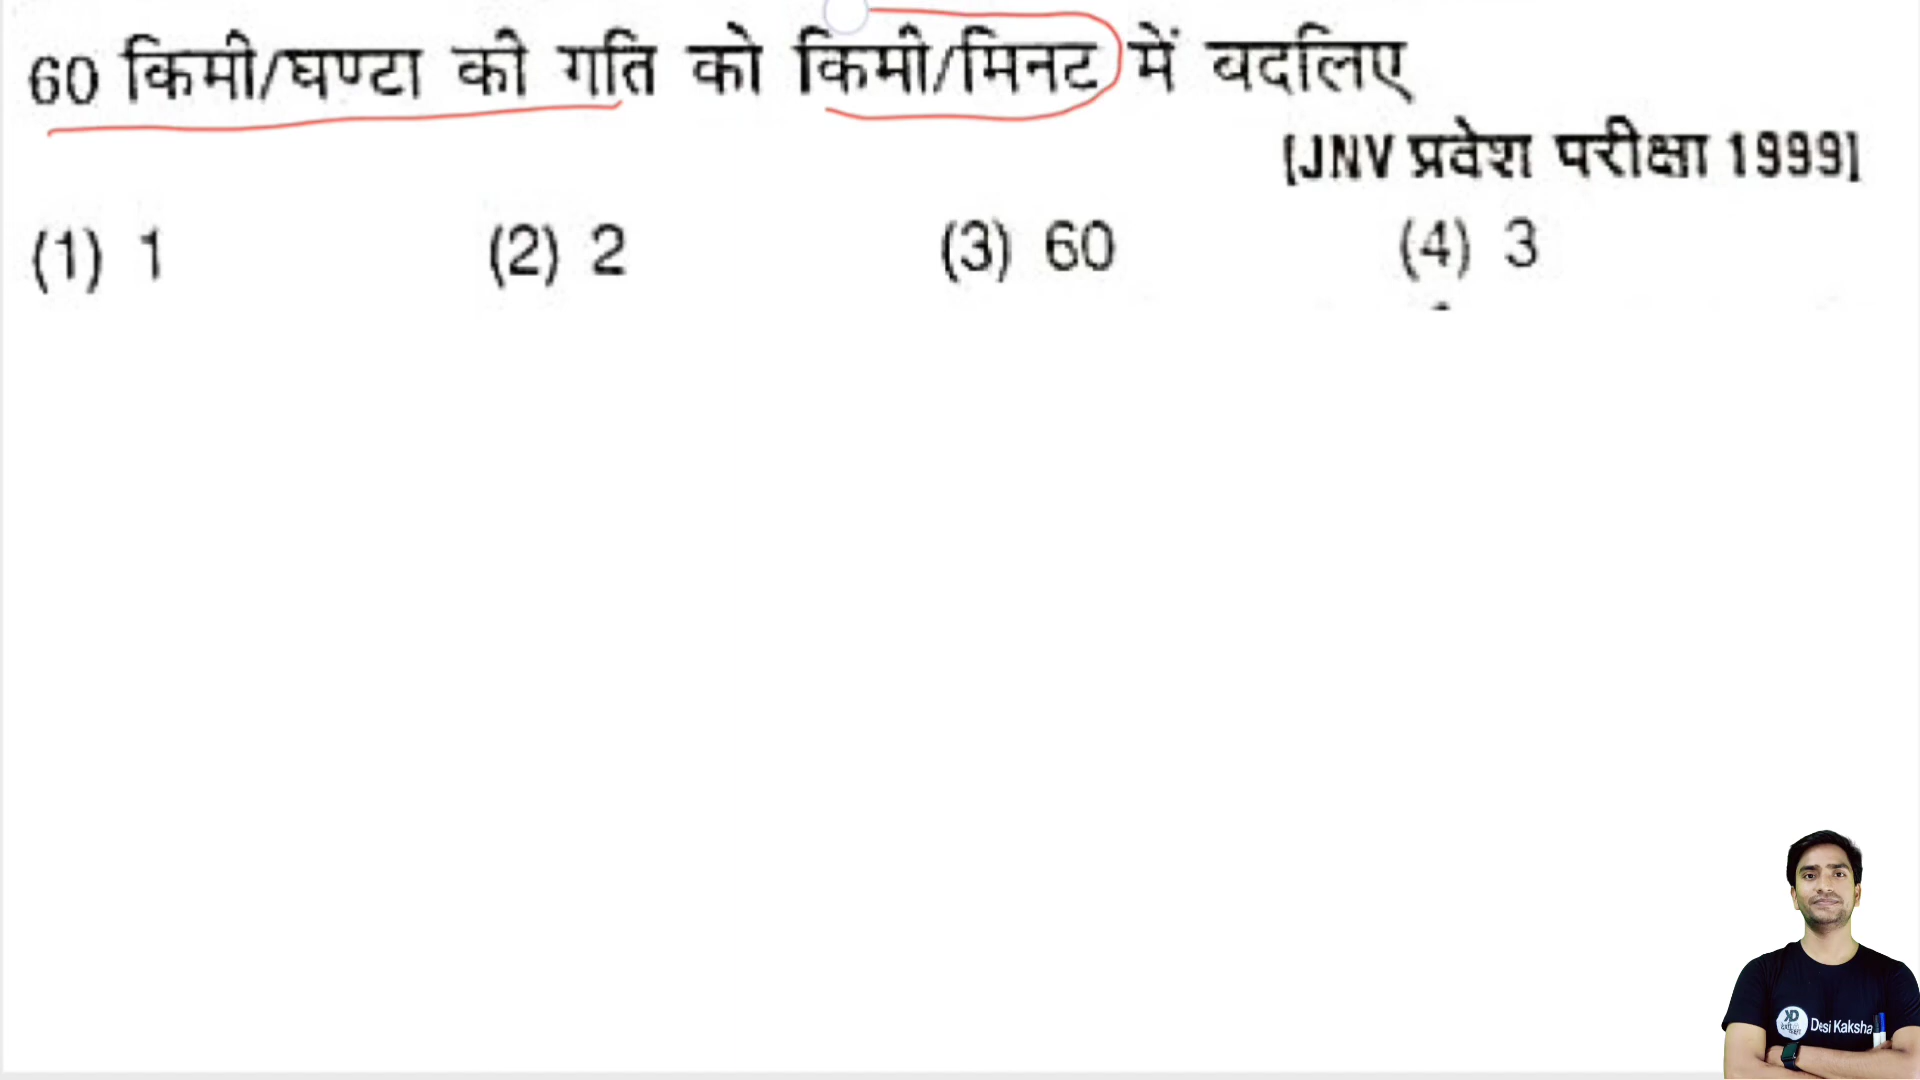 60 किमी/घण्टा की गति को किमी/मिनट में बदलिए
[JNV प्रवेश परीक्षा 1999]
(1) 1 (2) 2 (3) 60 (4) 3
KD
Desi Kaksha